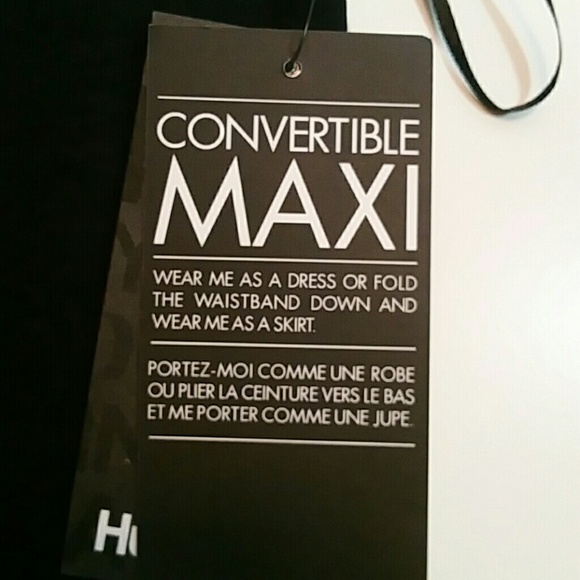 CONVERTIBLE
MAXI
WEAR ME AS A DRESS OR FOLD
THE WAISTBAND DOWN AND
WEAR ME AS A SKIRT.
PORTEZ-MOI COMME UNE ROBE
OU PLIER LA CEINTURE VERS LE BAS
ET ME PORTER COMME UNE JUPE.